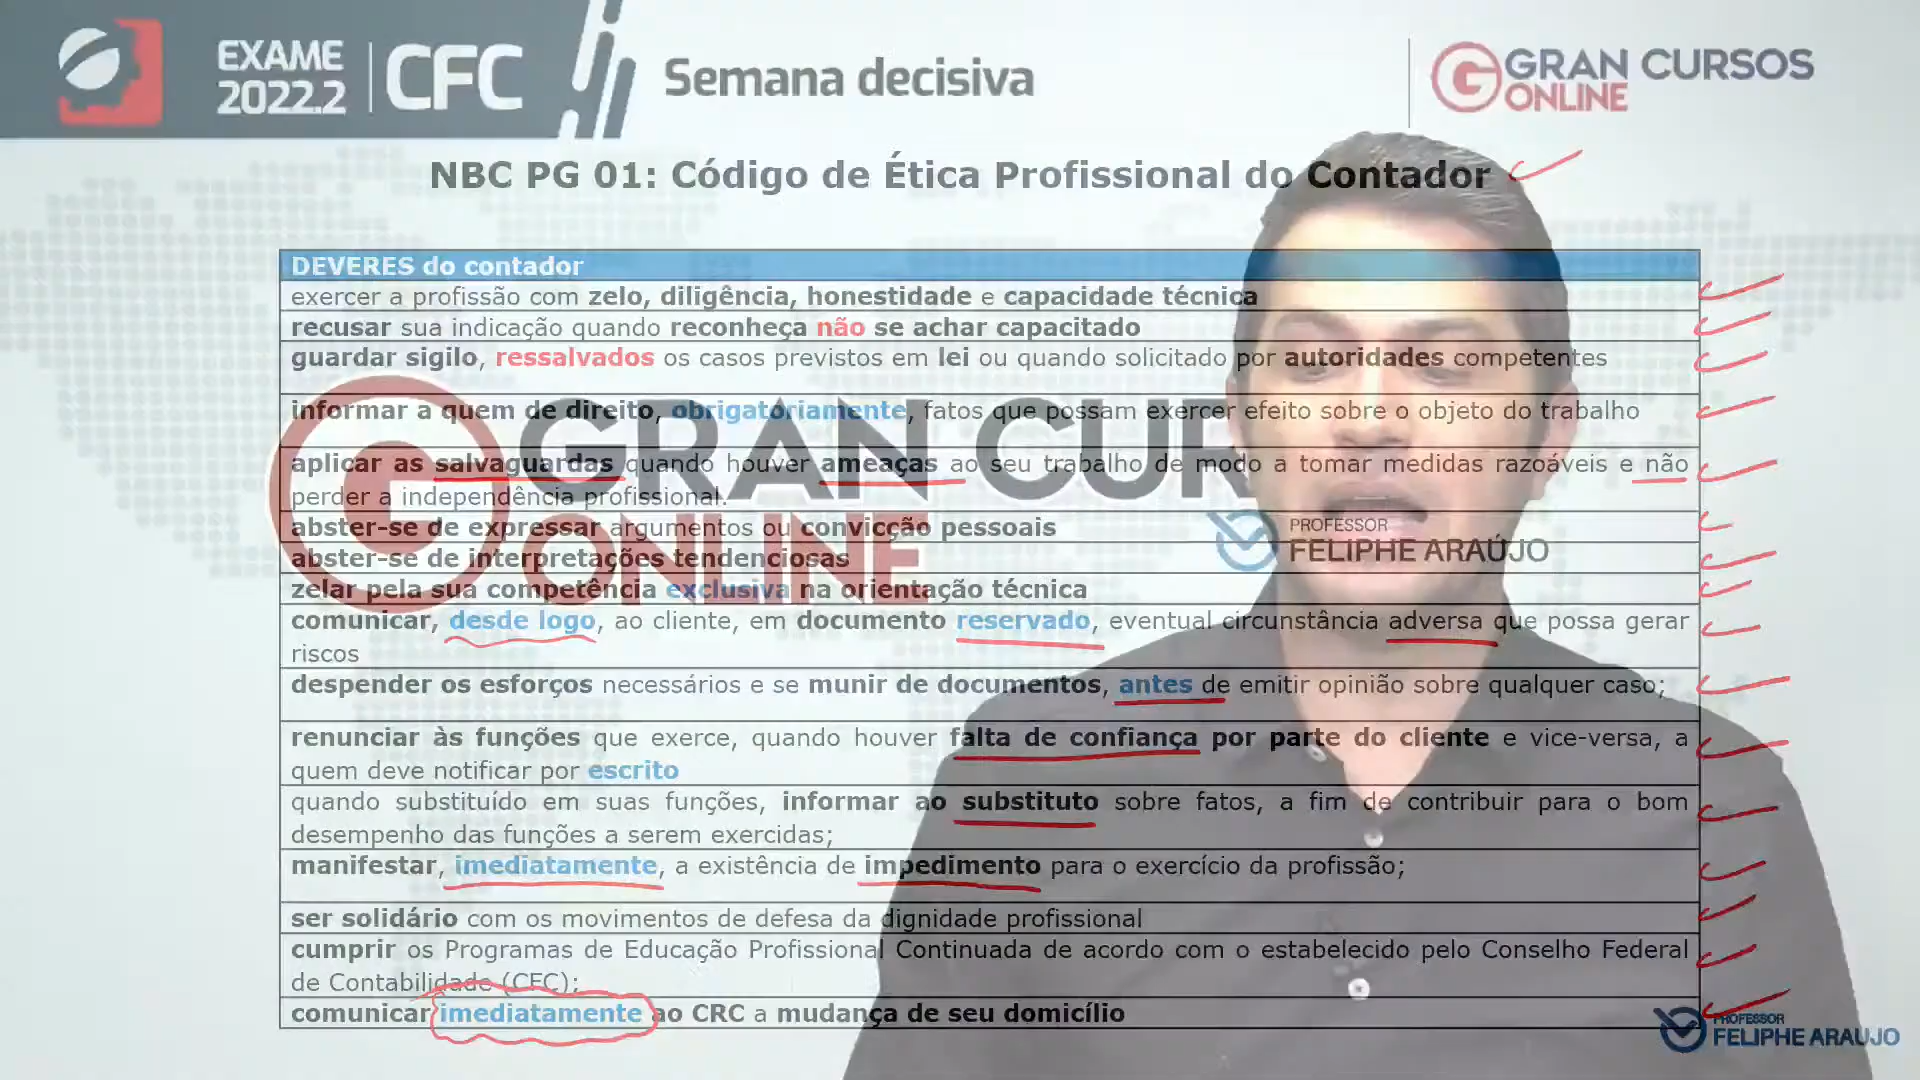 EXAME
2022.2
CFC
Semana decisiva
GRAN CURSOS
ONLINE
NBC PG 01: Código de Ética Profissional do Contador
DEVERES do contador
exercer a profissão com zelo, diligência, honestidade e capacidade técnica
recusar sua indicação quando reconheça não se achar capacitado
guardar sigilo, ressalvados os casos previstos em lei ou quando solicitado por autoridades competentes
informar a quem de direito, obrigatoriamente, fatos que possam exercer efeito sobre o objeto do trabalho
GRAN CUR
aplicar as salvaguardas quando houver ameaças ao seu trabalho de modo a tomar medidas razoáveis e não
perder a independência profissional.
abster-se de expressar argumentos ou convicção pessoais
PROFESSOR
FELIPHE ARAÚJO
ONLINE
abster-se de interpretações tendenciosas
zelar pela sua competência exclusiva na orientação técnica
comunicar, desde logo, ao cliente, em documento reservado, eventual circunstância adversa que possa gerar
riscos
despender os esforços necessários e se munir de documentos, antes de emitir opinião sobre qualquer caso;
renunciar às funções que exerce, quando houver falta de confiança por parte do cliente e vice-versa, a
quem deve notificar por escrito
quando substituído em suas funções, informar ao substituto sobre fatos, a fim de contribuir para o bom
desempenho das funções a serem exercidas;
manifestar, imediatamente, a existência de impedimento para o exercício da profissão;
ser solidário com os movimentos de defesa da dignidade profissional
cumprir os Programas de Educação Profissional Continuada de acordo com o estabelecido pelo Conselho Federal
de Contabilidade (CFC);
comunicar imediatamente ao CRC a mudança de seu domicílio
PROFESSOR
FELIPHE ARAUJO